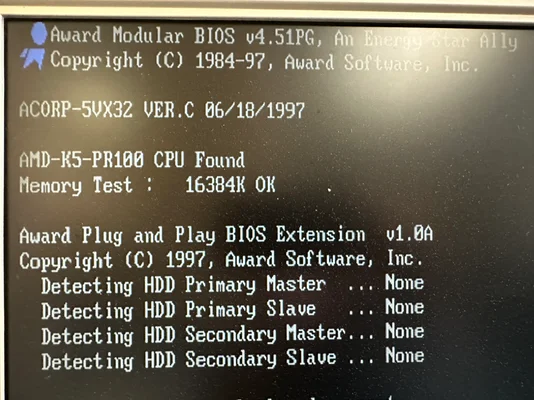 Award Modular BIOS v4.51PG, An Energy Star Ally
Copyright (C) 1984-97, Award Software, Inc.
ACORP-5VX32 VER.C 06/18/1997
AMD-K5-PR100 CPU Found
Memory Test :   16384K OK
Award Plug and Play BIOS Extension  v1.0A
Copyright (C) 1997, Award Software, Inc.
Detecting HDD Primary Master  ... None
Detecting HDD Primary Slave   ... None
Detecting HDD Secondary Master... None
Detecting HDD Secondary Slave ... None